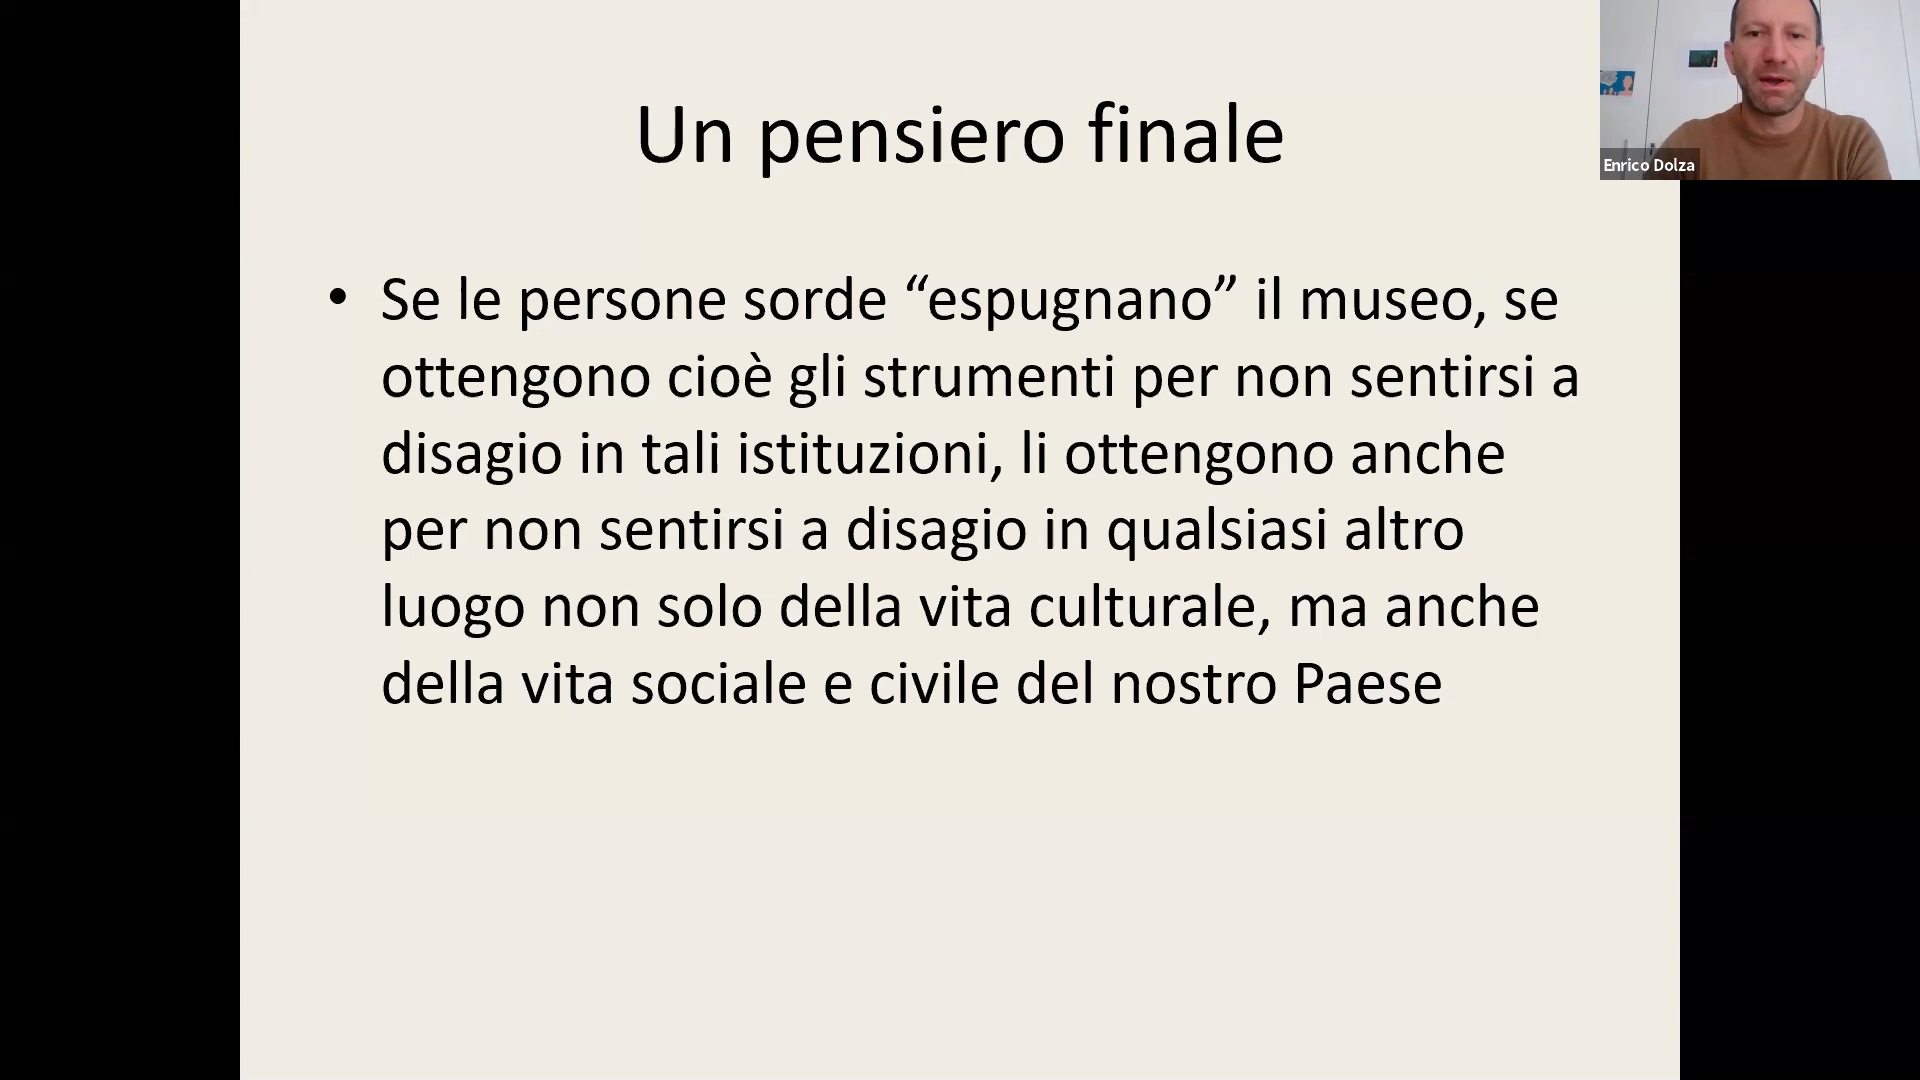 Un pensiero finale
• Se le persone sorde “espugnano” il museo, se
ottengono cioè gli strumenti per non sentirsi a
disagio in tali istituzioni, li ottengono anche
per non sentirsi a disagio in qualsiasi altro
luogo non solo della vita culturale, ma anche
della vita sociale e civile del nostro Paese
Enrico Dolza